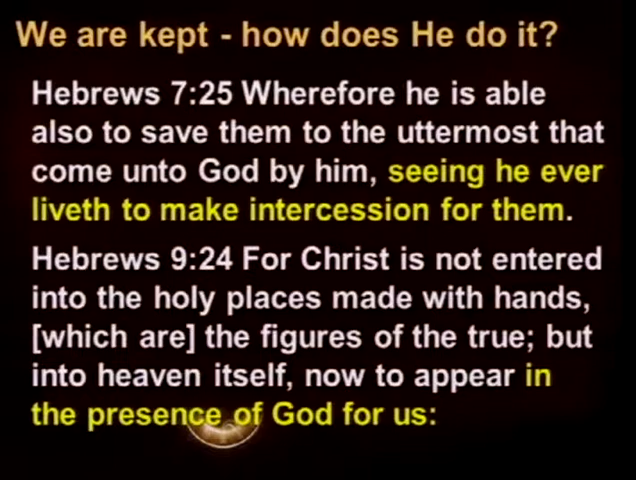 We are kept - how does He do it?
Hebrews 7:25 Wherefore he is able
also to save them to the uttermost that
come unto God by him, seeing he ever
liveth to make intercession for them.
Hebrews 9:24 For Christ is not entered
into the holy places made with hands,
[which are] the figures of the true; but
into heaven itself, now to appear in
the presence of God for us: